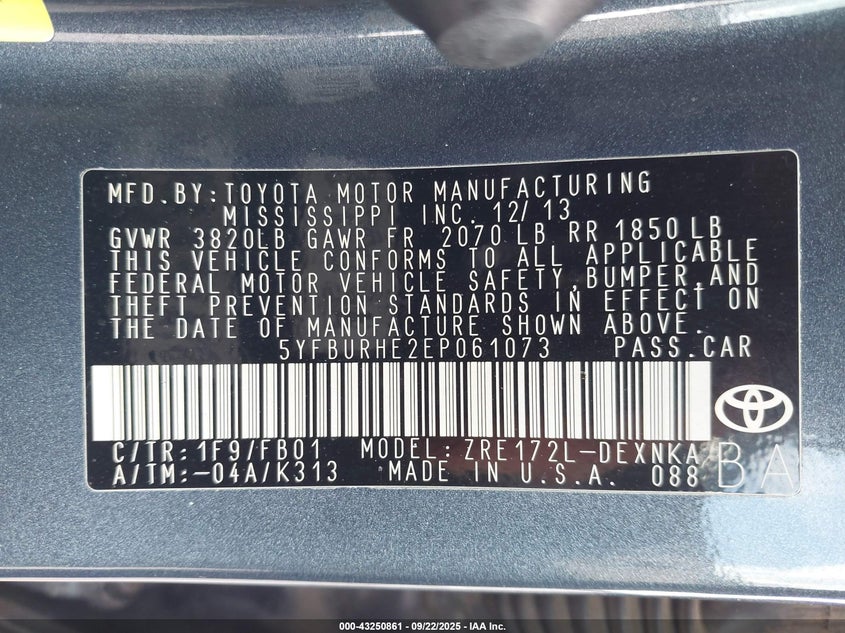 MFD.BY:TOYOTA MOTOR MANUFACTURING
MISSISSIPPI INC. 12/13
GVWR 3820LB GAWR FR 2070 LB RR 1850 LB
THIS VEHICLE CONFORMS TO ALL APPLICABLE
FEDERAL MOTOR VEHICLE SAFETY,BUMPER,AND
THEFT PREVENTION STANDARDS IN EFFECT ON
THE DATE OF MANUFACTURE SHOWN ABOVE.
5YFBURHE2EP061073 PASS.CAR
C/TR:1F9/FB01 MODEL:ZRE172L-DEXNKA
A/TM:-04A/K313 MADE IN U.S.A. 088 BA
000-43250861 - 09/22/2025 - IAA Inc.